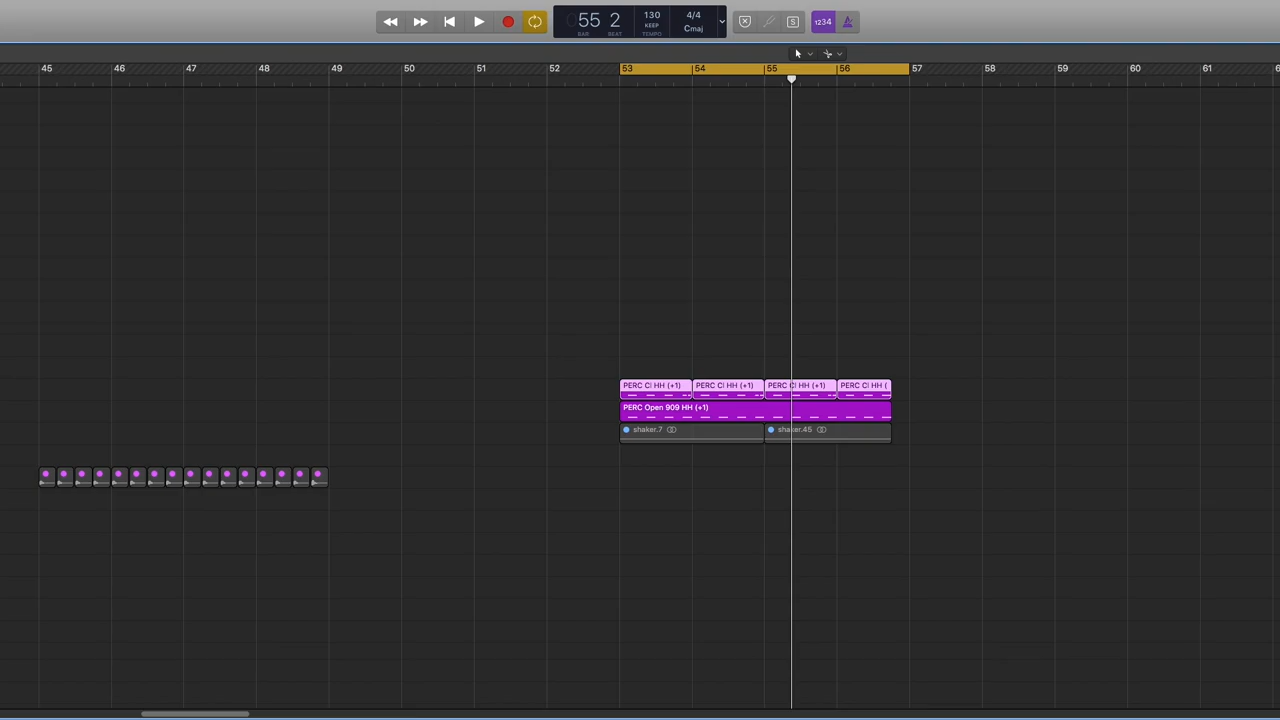 55 2
BAR BEAT
130
KEEP
TEMPO
4/4
Cmaj
S
1234
45 46 47 48 49 50 51 52 53 54 55 56 57 58 59 60 61
PERC Cl HH (+1) PERC Cl HH (+1) PERC Cl HH (+1) PERC Cl HH (
PERC Open 909 HH (+1)
shaker.7 shaker.45